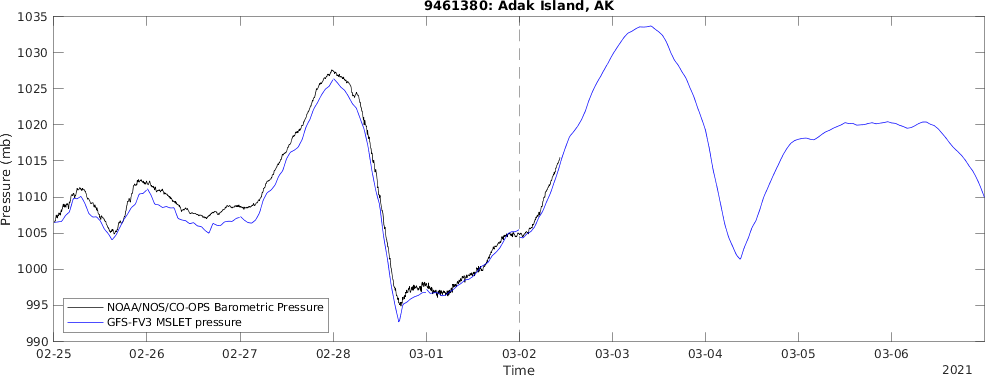 9461380: Adak Island, AK
Pressure (mb)
1035
1030
1025
1020
1015
1010
1005
1000
995
990
NOAA/NOS/CO-OPS Barometric Pressure
GFS-FV3 MSLET pressure
02-25 02-26 02-27 02-28 03-01 03-02 03-03 03-04 03-05 03-06
Time
2021